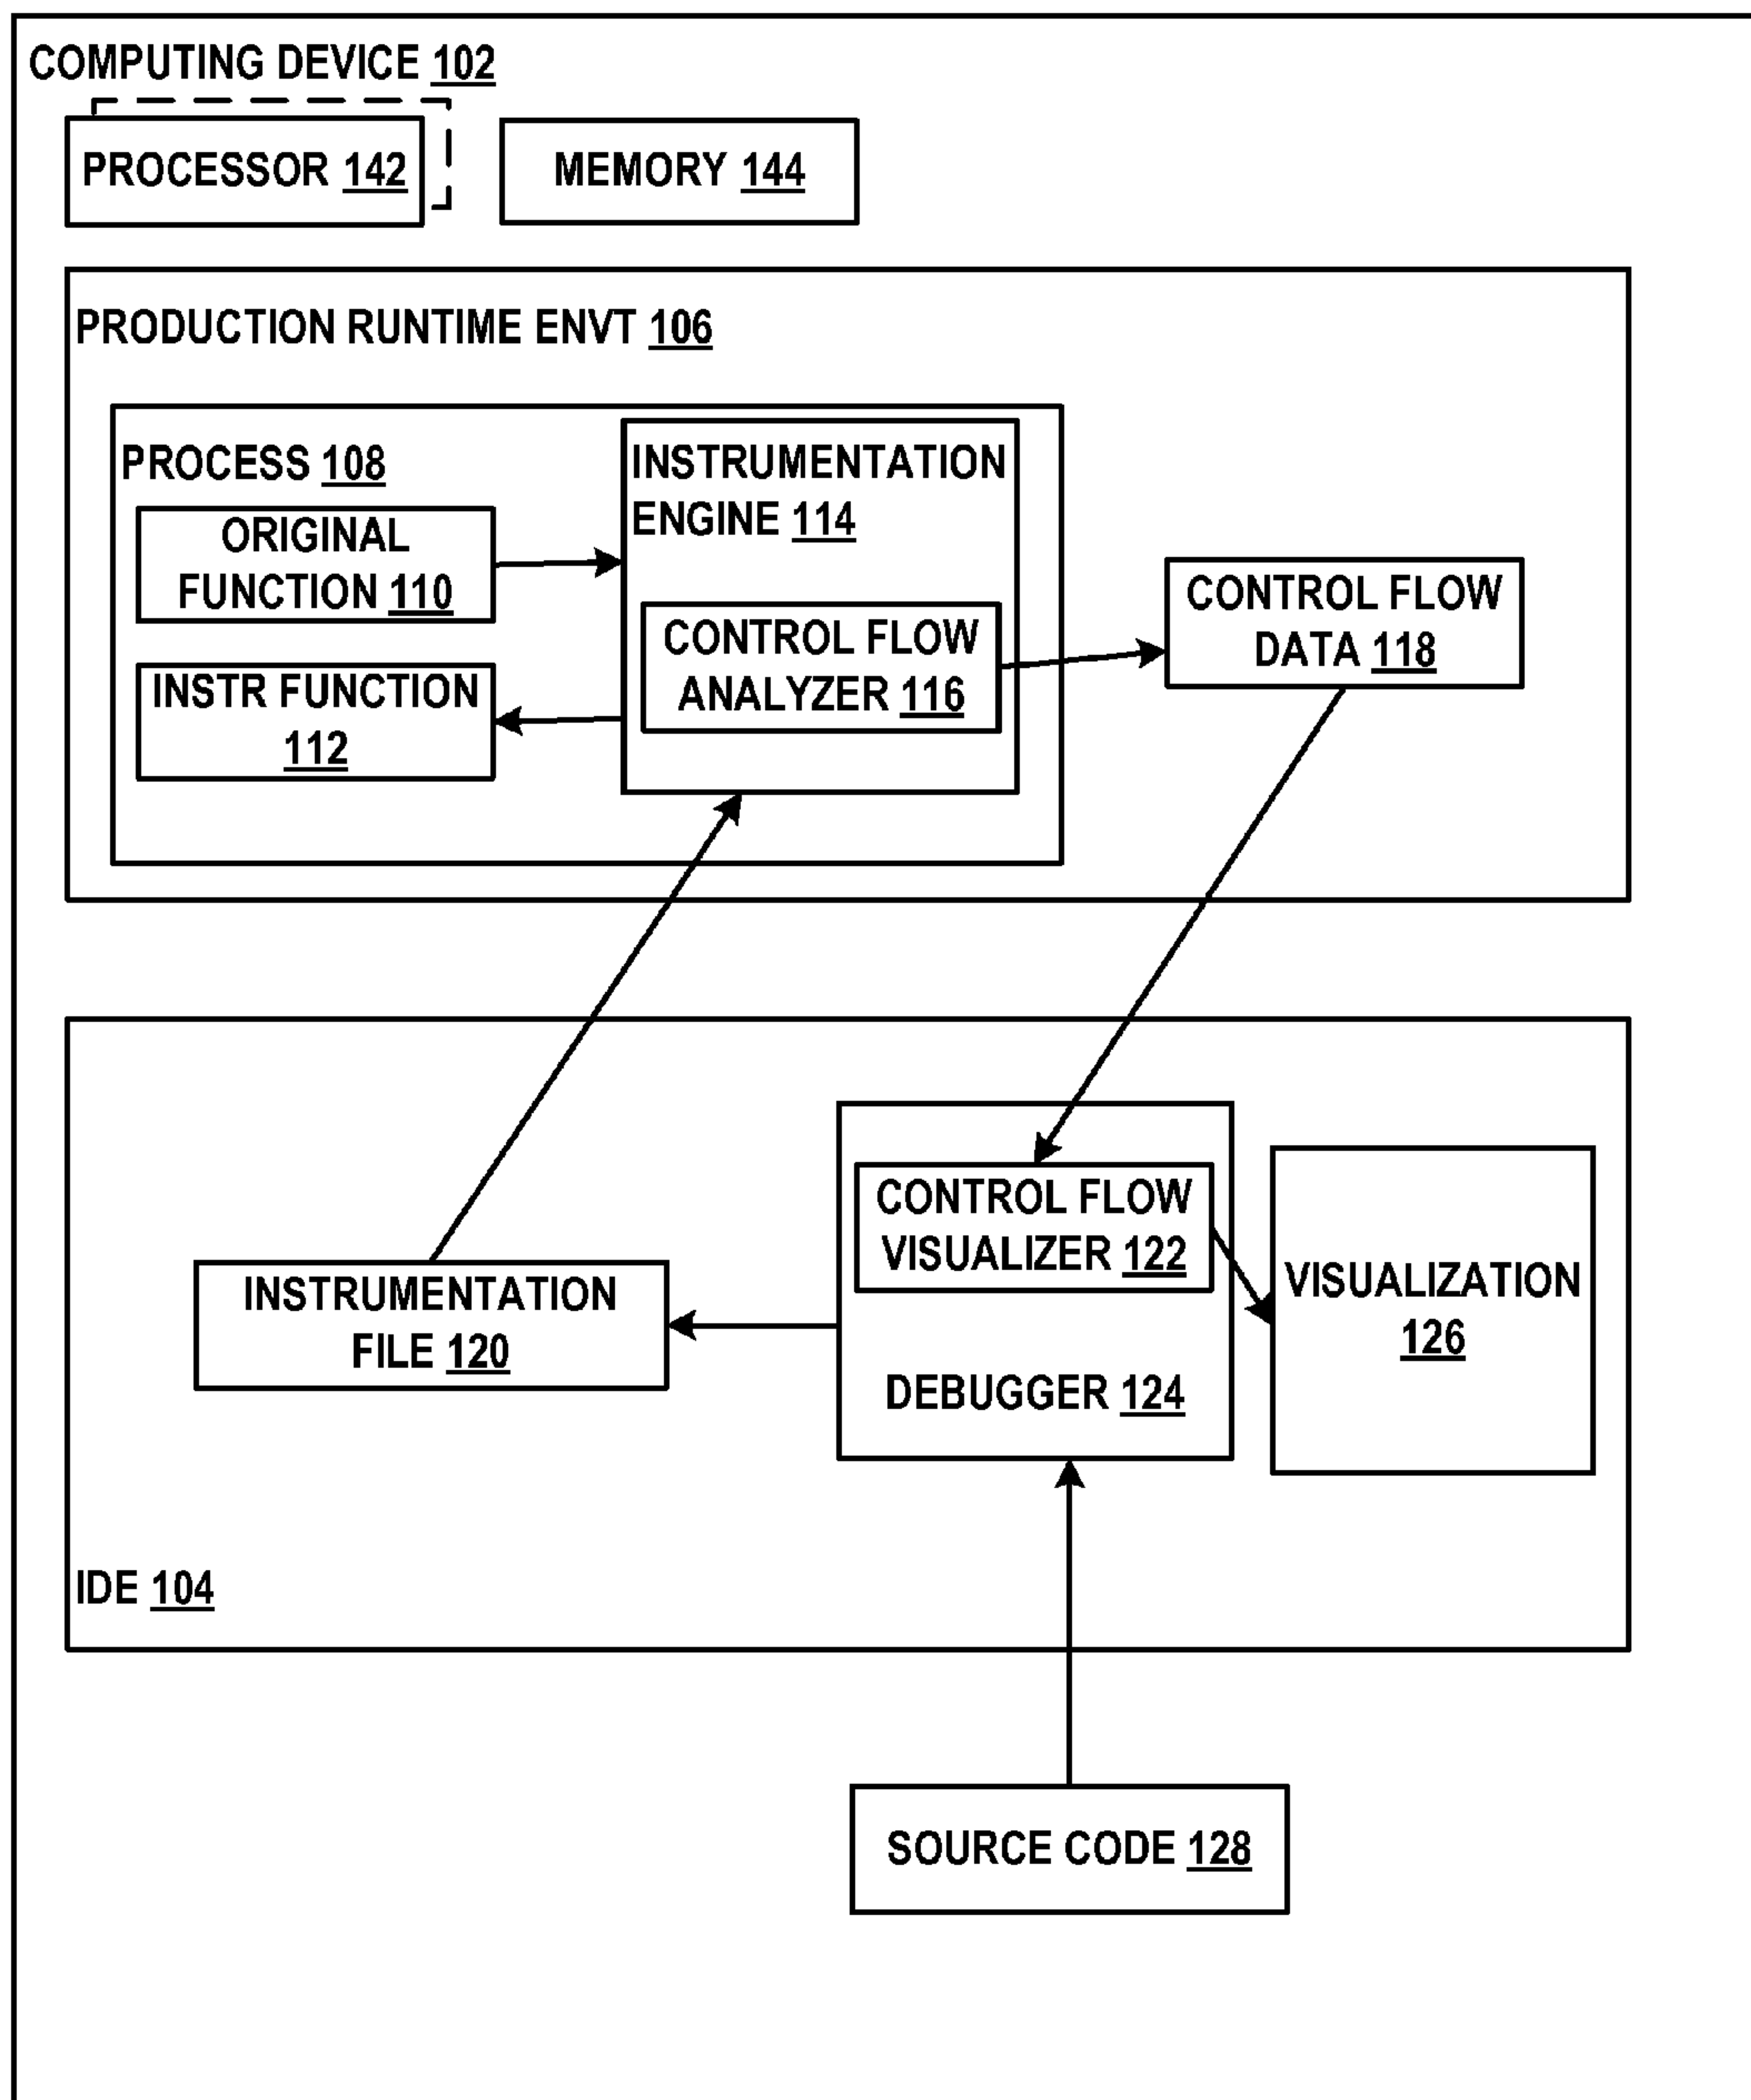 COMPUTING DEVICE 102
PROCESSOR 142
MEMORY 144
PRODUCTION RUNTIME ENVT 106
PROCESS 108
ORIGINAL
FUNCTION 110
INSTR FUNCTION
112
INSTRUMENTATION
ENGINE 114
CONTROL FLOW
ANALYZER 116
CONTROL FLOW
DATA 118
CONTROL FLOW
VISUALIZER 122
DEBUGGER 124
VISUALIZATION
126
INSTRUMENTATION
FILE 120
IDE 104
SOURCE CODE 128